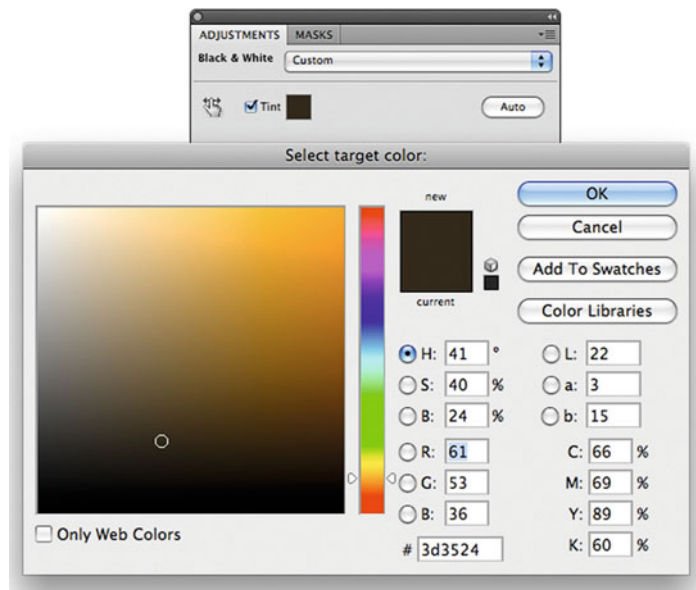 ADJUSTMENTS MASKS
Black & White Custom
Tint Auto
Select target color:
new
OK
Cancel
Add To Swatches
current
Color Libraries
H: 41 ° L: 22
S: 40 % a: 3
B: 24 % b: 15
R: 61 C: 66 %
G: 53 M: 69 %
B: 36 Y: 89 %
Only Web Colors
# 3d3524 K: 60 %